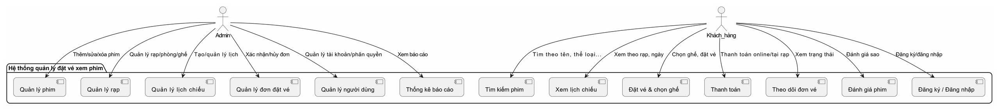 Admin
Khách_hàng
Thêm/sửa/xóa phim
Quản lý rạp/phòng/ghế
Tạo/quản lý lịch
Xác nhận/hủy đơn
Quản lý tài khoản/phân quyền
Xem báo cáo
Tìm theo tên, thể loại...
Xem theo rạp, ngày
Chọn ghế, đặt vé
Thanh toán online/tại rạp
Xem trạng thái
Đánh giá sao
Đăng ký/đăng nhập
Hệ thống quản lý đặt vé xem phim
Quản lý phim
Quản lý rạp
Quản lý lịch chiếu
Quản lý đơn đặt vé
Quản lý người dùng
Thống kê báo cáo
Tìm kiếm phim
Xem lịch chiếu
Đặt vé & chọn ghế
Thanh toán
Theo dõi đơn vé
Đánh giá phim
Đăng ký / Đăng nhập